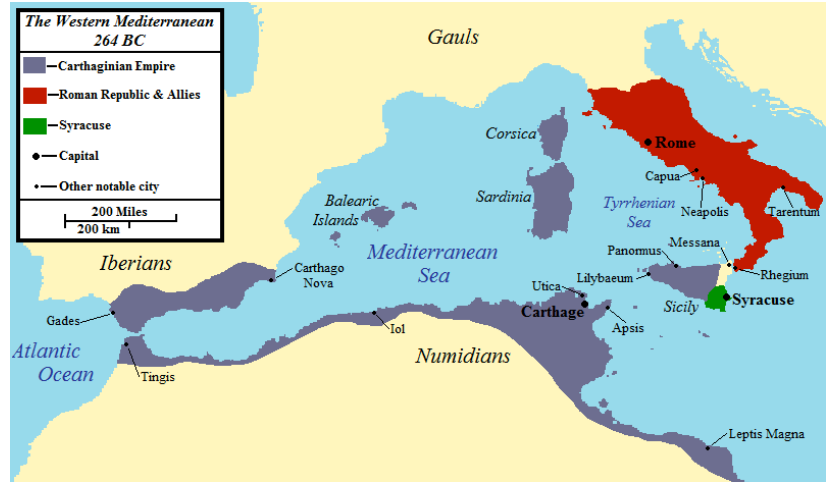 The Western Mediterranean
264 BC
Carthaginian Empire
Roman Republic & Allies
Syracuse
Capital
Other notable city
200 Miles
200 km
Gauls
Corsica
Rome
Capua
Sardinia
Balearic
Islands
Tyrrhenian
Sea
Neapolis
Tarentum
Mediterranean
Sea
Messana
Panormus
Iberians
Carthago
Nova
Lilybaeum
Rhegium
Utica
Sicily
Syracuse
Gades
Carthage
Apsis
Iol
Atlantic
Ocean
Numidians
Tingis
Leptis Magna